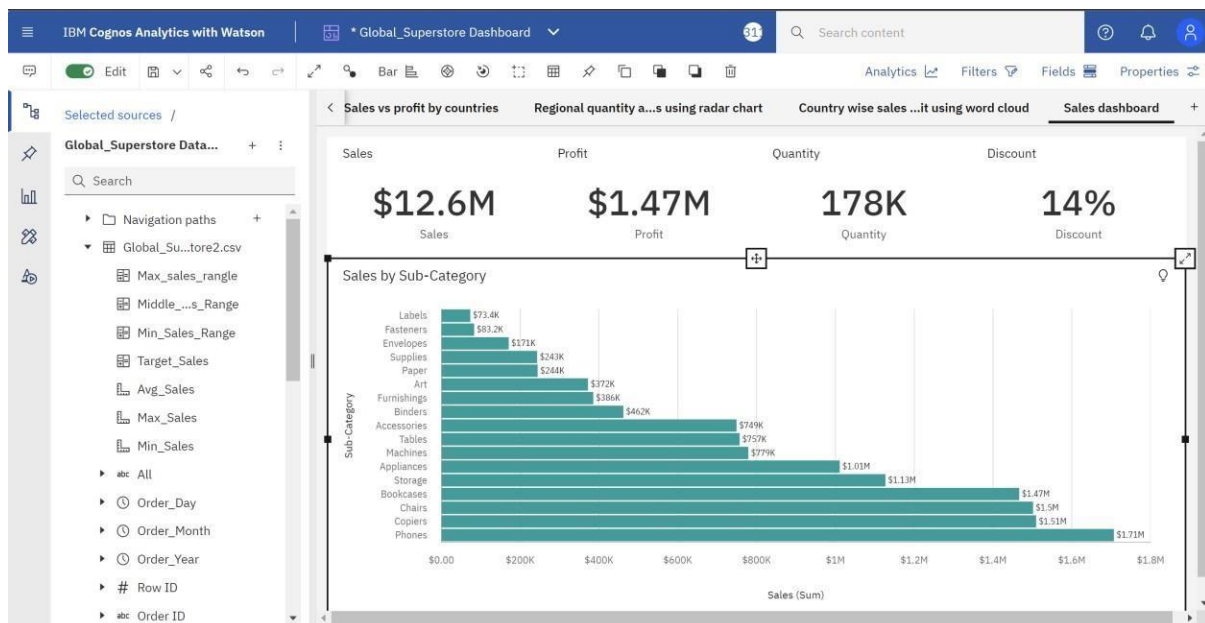 IBM Cognos Analytics with Watson
* Global_Superstore Dashboard
Search content
Edit
Bar
Analytics
Filters
Fields
Properties
Selected sources /
Global_Superstore Data...
Search
Navigation paths
Global_Su...tore2.csv
Max_sales_rangle
Middle_...s_Range
Min_Sales_Range
Target_Sales
Avg_Sales
Max_Sales
Min_Sales
abc All
Order_Day
Order_Month
Order_Year
# Row ID
abc Order ID
Sales vs profit by countries
Regional quantity a...s using radar chart
Country wise sales ...it using word cloud
Sales dashboard
Sales
Profit
Quantity
Discount
$12.6M
$1.47M
178K
14%
Sales
Profit
Quantity
Discount
Sales by Sub-Category
Sub-Category
Labels $73.4K
Fasteners $83.2K
Envelopes $171K
Supplies $243K
Paper $244K
Art $372K
Furnishings $386K
Binders $462K
Accessories $749K
Tables $757K
Machines $779K
Appliances $1.01M
Storage $1.13M
Bookcases $1.47M
Chairs $1.5M
Copiers $1.51M
Phones $1.71M
$0.00 $200K $400K $600K $800K $1M $1.2M $1.4M $1.6M $1.8M
Sales (Sum)